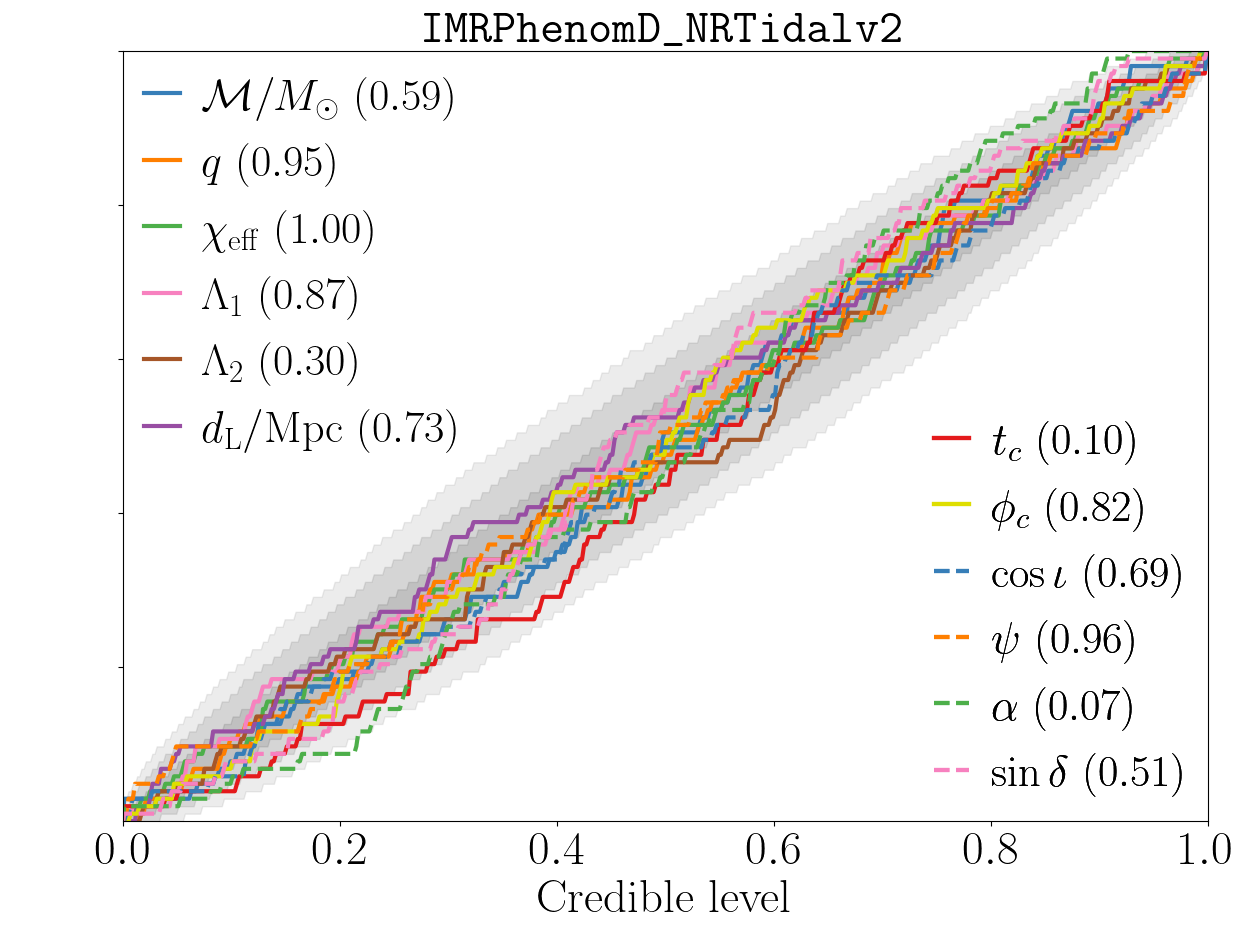 IMRPhenomD_NRTidalv2
ℳ/M⊙ (0.59)
q (0.95)
χeff (1.00)
Λ1 (0.87)
Λ2 (0.30)
dL/Mpc (0.73)
tc (0.10)
ϕc (0.82)
cos ι (0.69)
ψ (0.96)
α (0.07)
sin δ (0.51)
0.0 0.2 0.4 0.6 0.8 1.0
Credible level